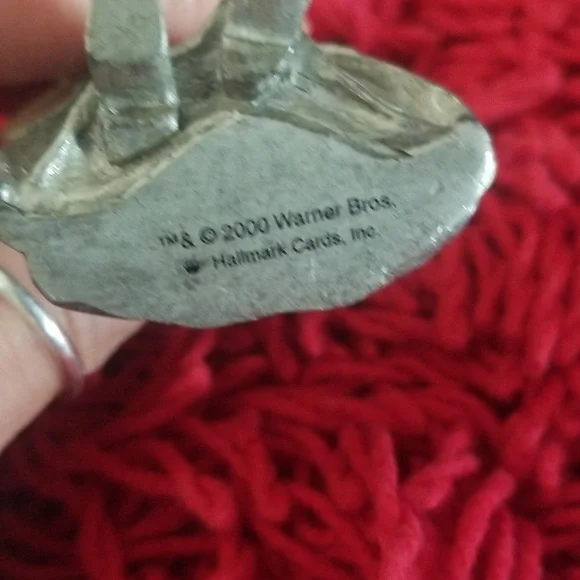 ™& © 2000 Warner Bros.
Hallmark Cards, Inc.